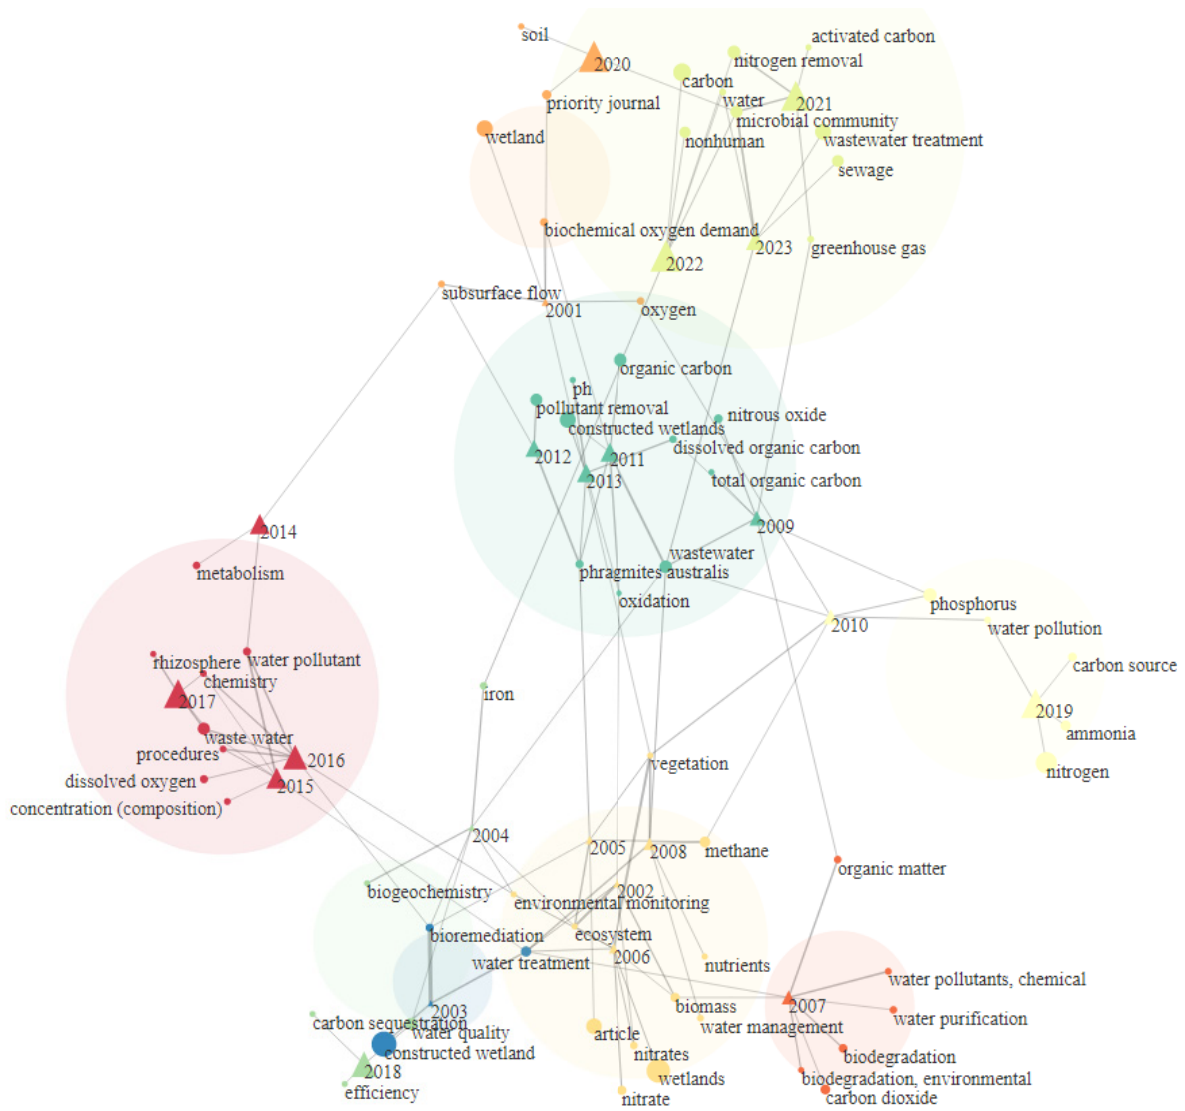 soil
activated carbon
2020
nitrogen removal
carbon
priority journal
water
2021
microbial community
wetland
nonhuman
wastewater treatment
sewage
biochemical oxygen demand
2023
greenhouse gas
2022
subsurface flow
2001
oxygen
organic carbon
ph
pollutant removal
nitrous oxide
constructed wetlands
dissolved organic carbon
2012
2011
2013
total organic carbon
2009
2014
wastewater
metabolism
phragmites australis
oxidation
phosphorus
2010
water pollution
rhizosphere
water pollutant
carbon source
chemistry
iron
2017
2019
waste water
ammonia
procedures
2016
vegetation
nitrogen
dissolved oxygen
2015
concentration (composition)
2004
2005
2008
methane
organic matter
biogeochemistry
2002
environmental monitoring
bioremediation
ecosystem
water treatment
2006
nutrients
water pollutants, chemical
biomass
2007
2003
water management
water purification
carbon sequestration
water quality
article
constructed wetland
nitrates
biodegradation
2018
wetlands
biodegradation, environmental
efficiency
nitrate
carbon dioxide